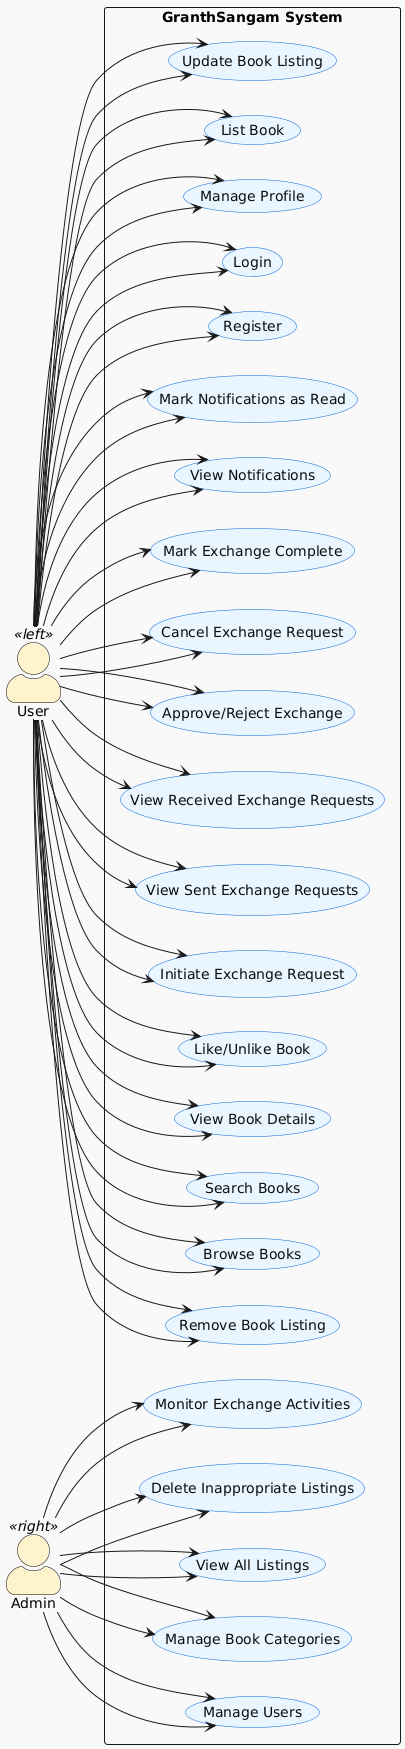 GranthSangam System
Update Book Listing
List Book
Manage Profile
Login
Register
Mark Notifications as Read
View Notifications
Mark Exchange Complete
«left»
User
Cancel Exchange Request
Approve/Reject Exchange
View Received Exchange Requests
View Sent Exchange Requests
Initiate Exchange Request
Like/Unlike Book
View Book Details
Search Books
Browse Books
Remove Book Listing
Monitor Exchange Activities
Delete Inappropriate Listings
«right»
Admin
View All Listings
Manage Book Categories
Manage Users